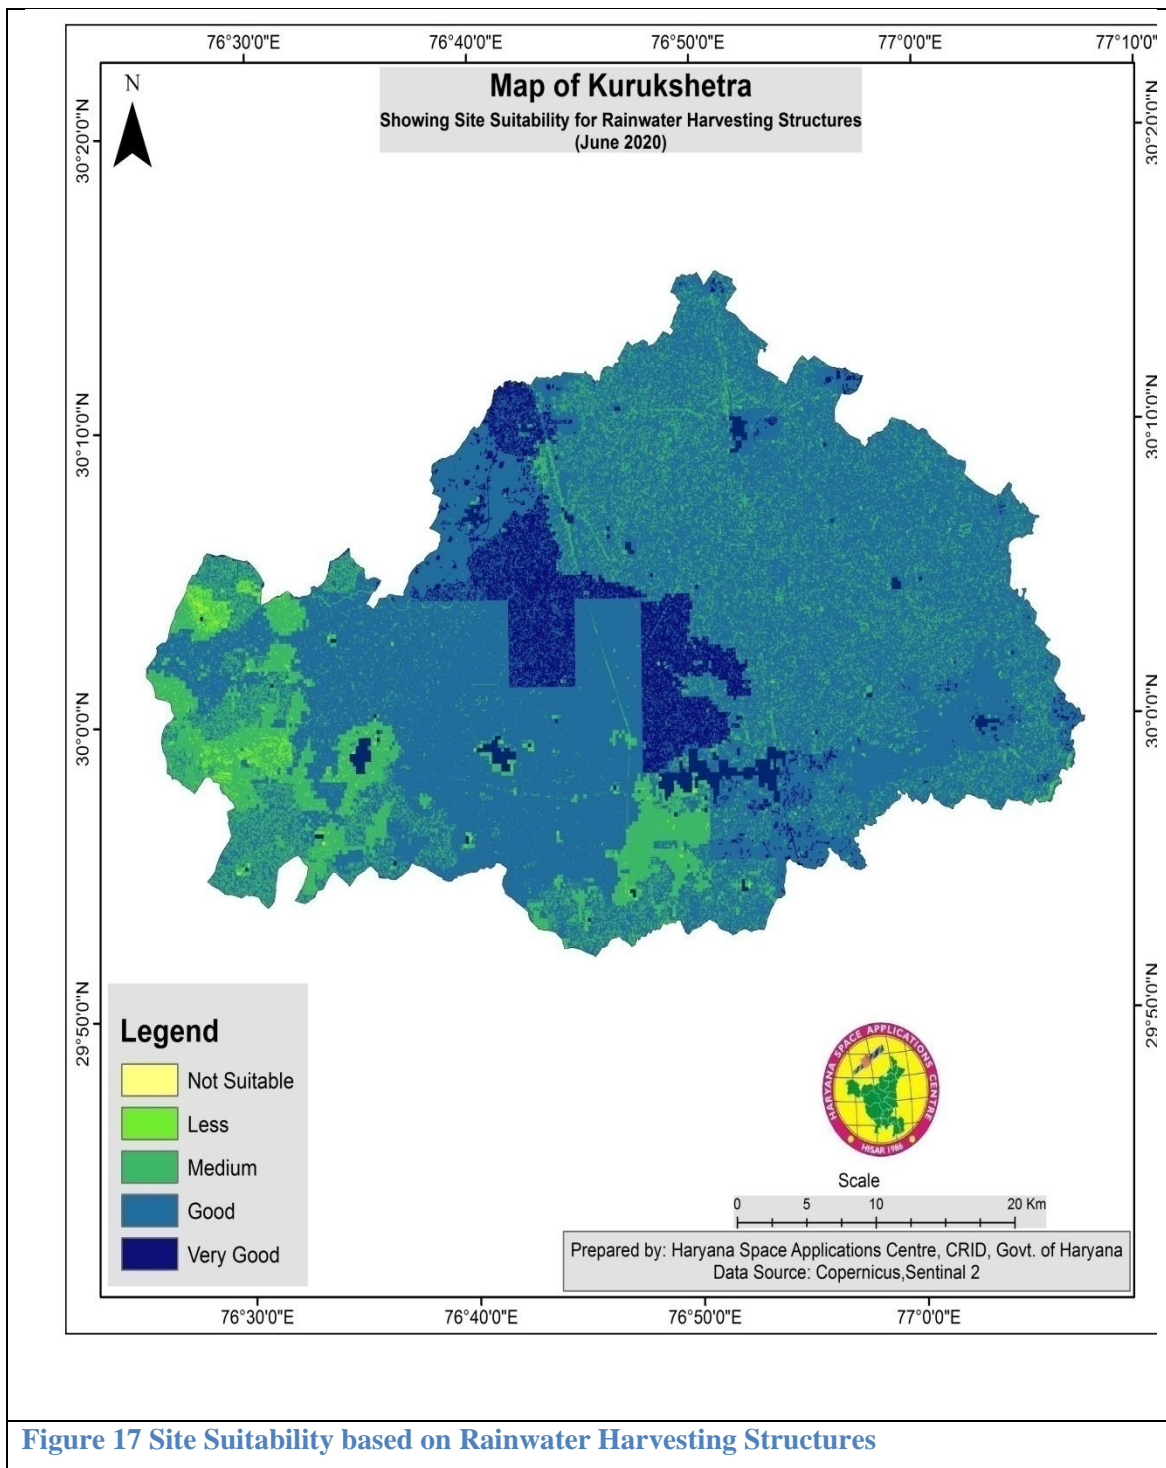 76°30'0"E 76°40'0"E 76°50'0"E 77°0'0"E 77°10'0"
N
Map of Kurukshetra
Showing Site Suitability for Rainwater Harvesting Structures
(June 2020)
30°20'0"N
30°20'0"N
30°10'0"N
30°10'0"N
30°0'0"N
30°0'0"N
29°50'0"N
29°50'0"N
Legend
Not Suitable
Less
Medium
Good
Very Good
HARYANA SPACE APPLICATIONS CENTRE
HISAR 1986
Scale
0 5 10 20 Km
Prepared by: Haryana Space Applications Centre, CRID, Govt. of Haryana
Data Source: Copernicus,Sentinal 2
76°30'0"E 76°40'0"E 76°50'0"E 77°0'0"E
Figure 17 Site Suitability based on Rainwater Harvesting Structures